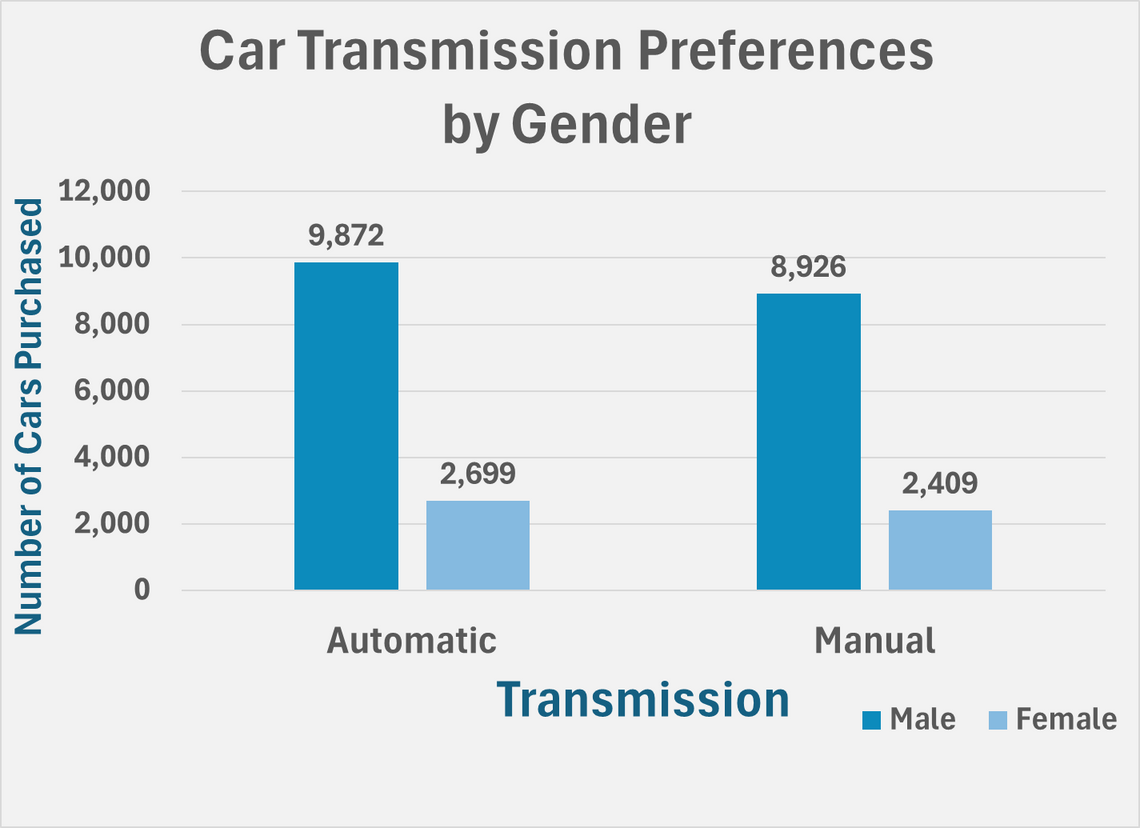 Car Transmission Preferences
by Gender
Number of Cars Purchased
12,000
10,000
8,000
6,000
4,000
2,000
0
9,872
2,699
8,926
2,409
Automatic
Manual
Transmission
Male
Female